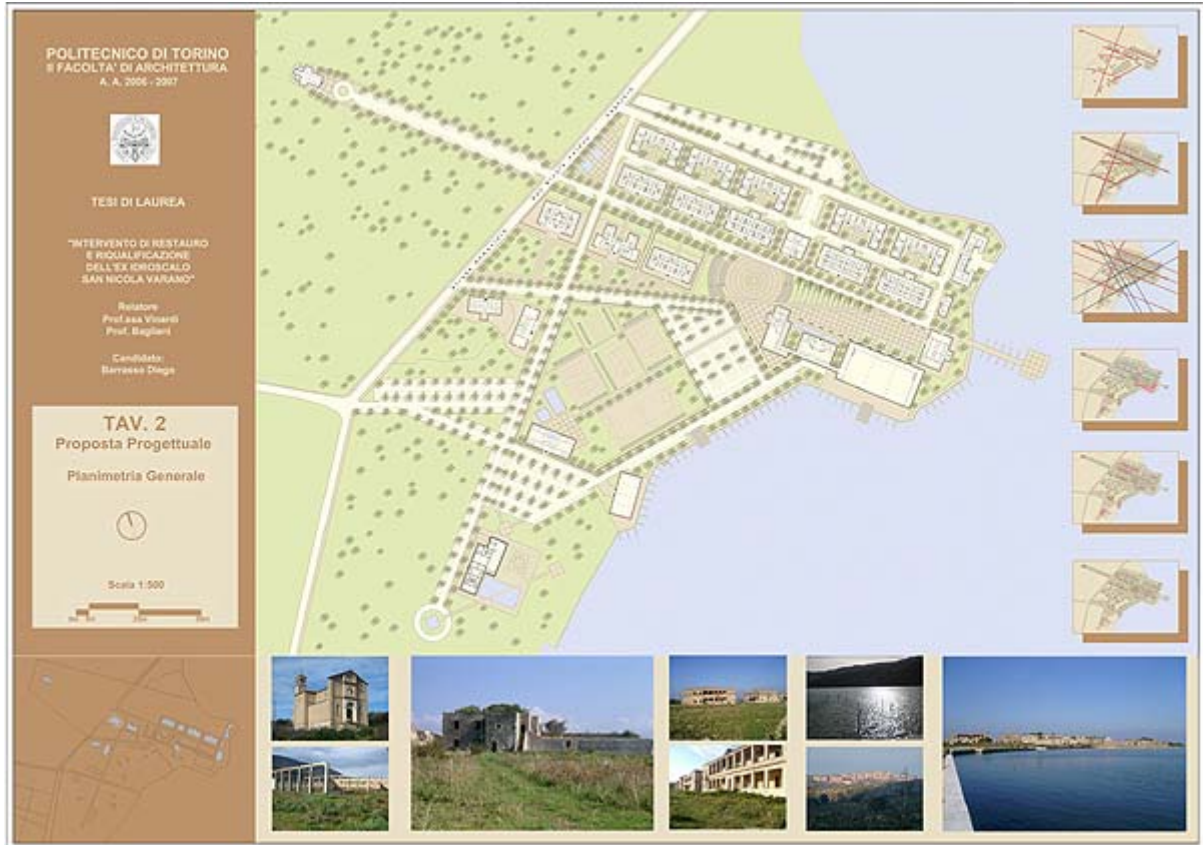 POLITECNICO DI TORINO
II FACOLTA' DI ARCHITETTURA
A. A. 2006 - 2007
TESI DI LAUREA
"INTERVENTO DI RESTAURO
E RIQUALIFICAZIONE
DELL'EX IDROSCALO
SAN NICOLA VARANO"
Relatore
Prof.ssa Vinardi
Prof. Bagliani
Candidato:
Barrassa Diego
TAV. 2
Proposta Progettuale
Planimetria Generale
Scala 1:500